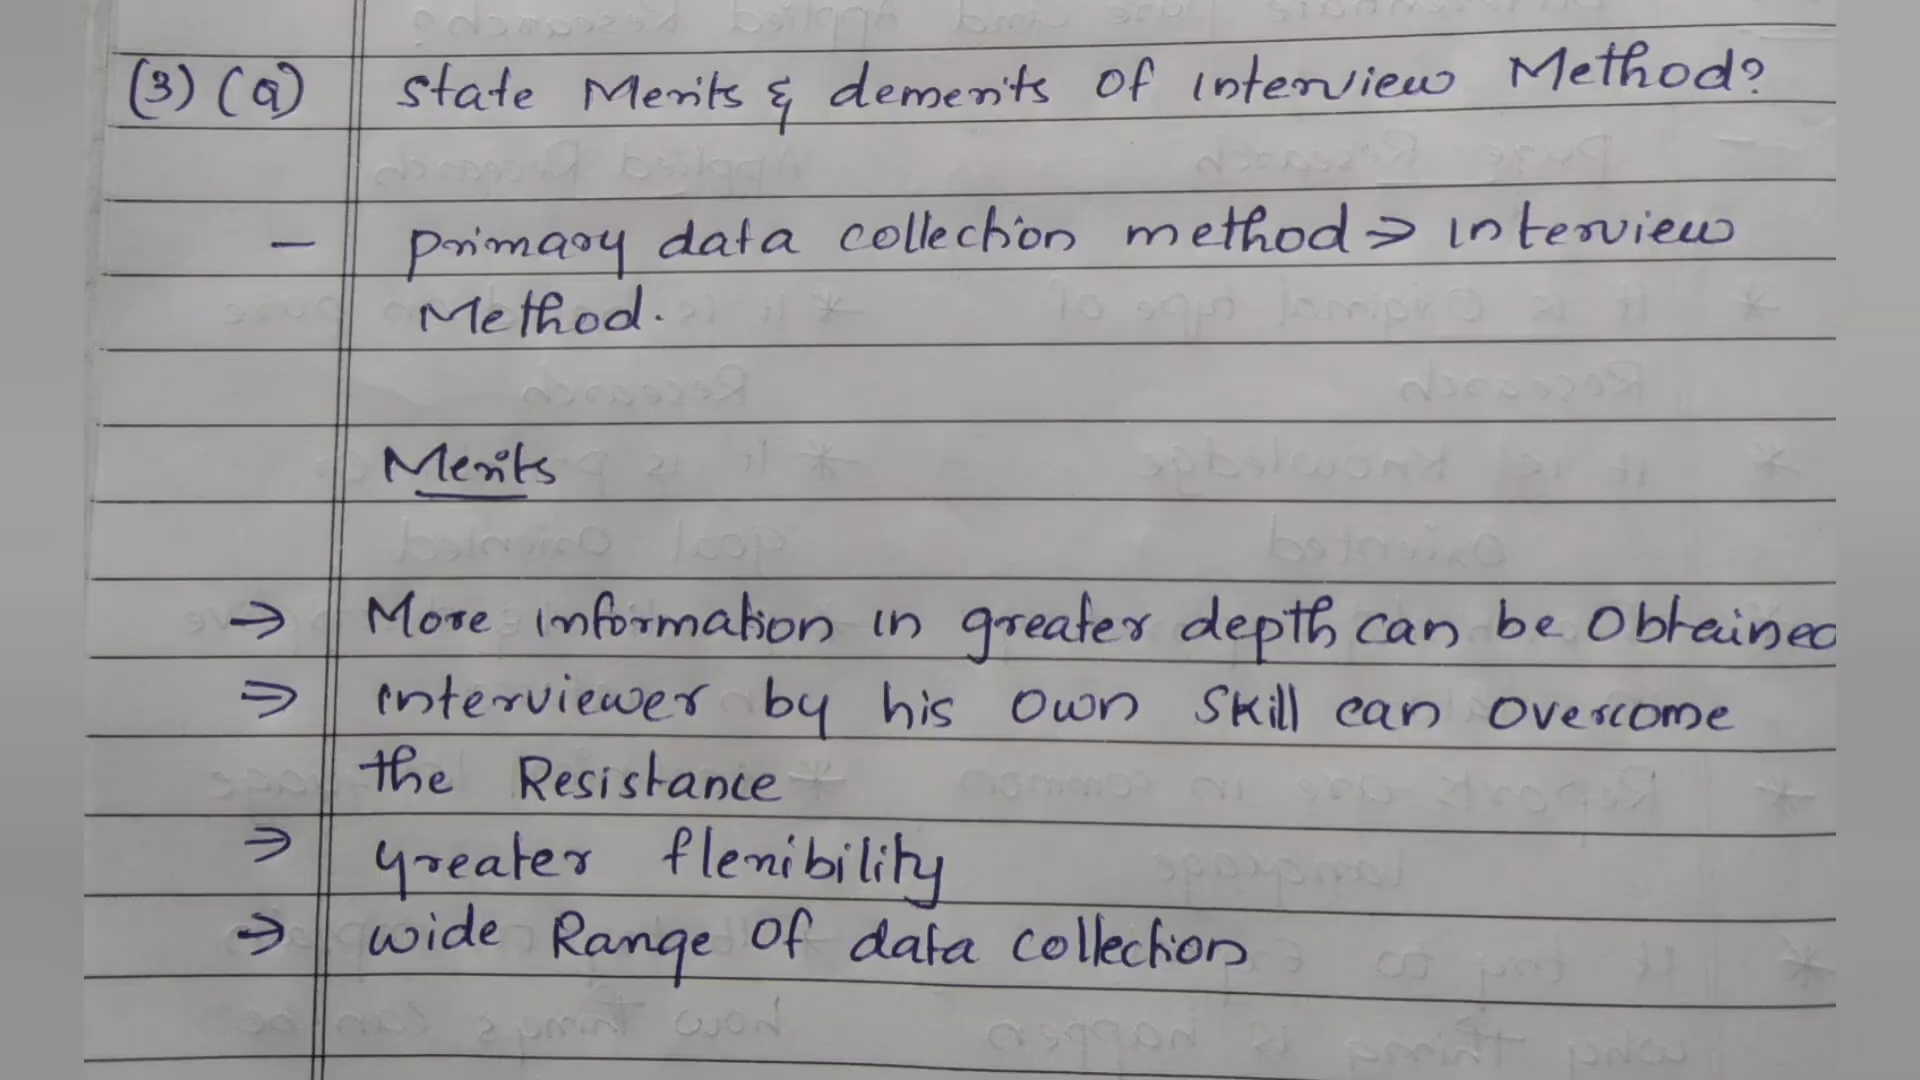 (3) (a) State Merits & demerits Of Interview Method?
– primary data collection method ⇒ Interview
Method.
Merits
⇒ More information in greater depth can be Obtained
⇒ interviewer by his Own Skill can Overcome
the Resistance
⇒ greater flexibility
⇒ wide Range Of data collection